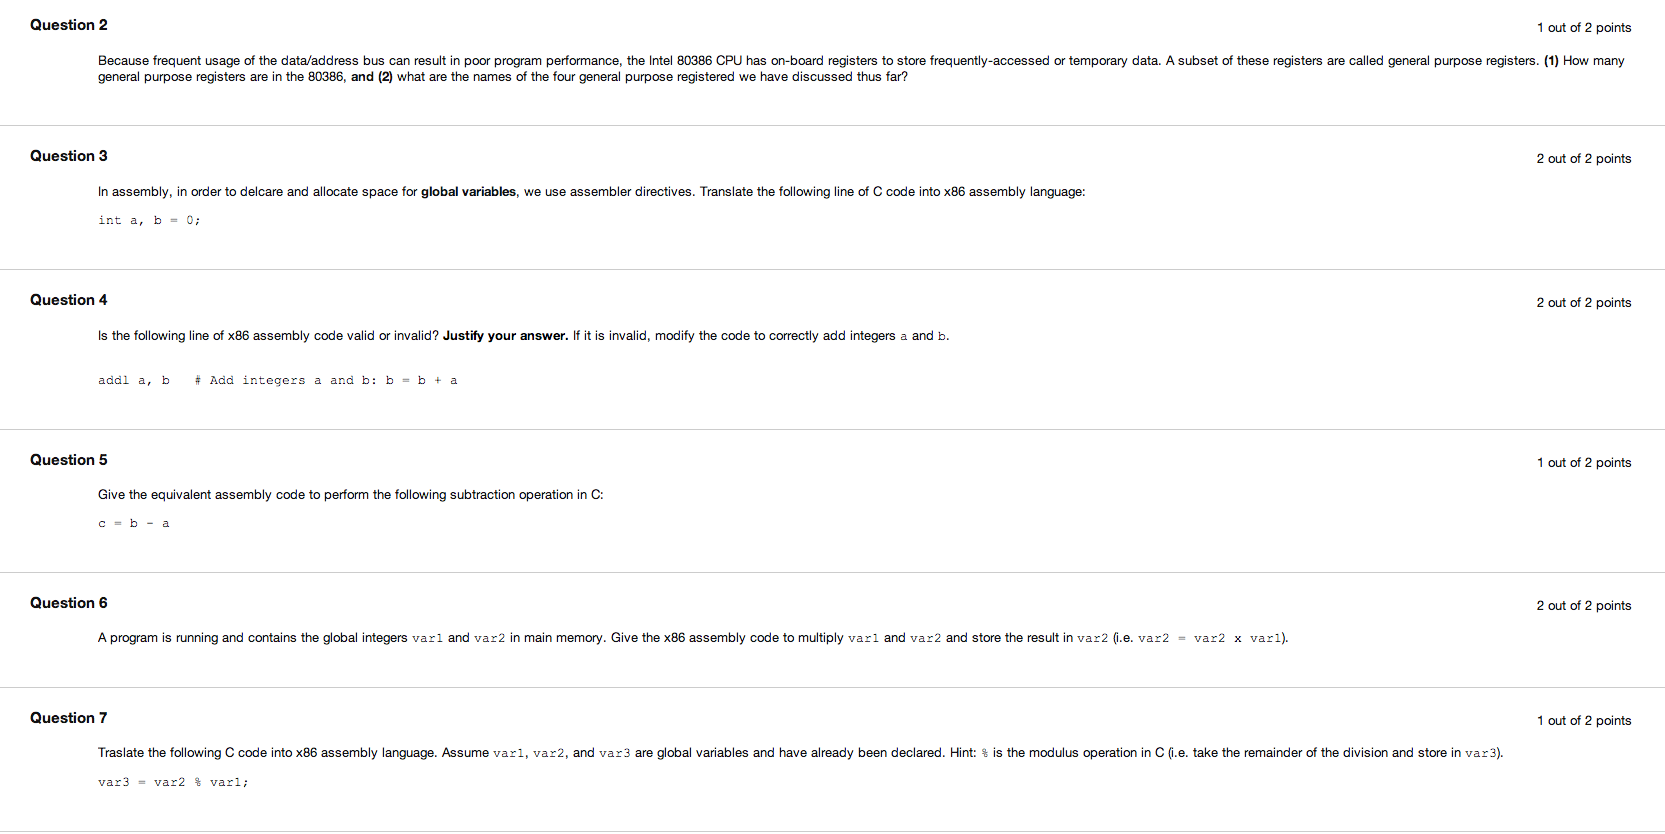 Question 2
1 out of 2 points
Because frequent usage of the data/address bus can result in poor program performance, the Intel 80386 CPU has on-board registers to store frequently-accessed or temporary data. A subset of these registers are called general purpose registers. (1) How many
general purpose registers are in the 80386, and (2) what are the names of the four general purpose registered we have discussed thus far?
Question 3
2 out of 2 points
In assembly, in order to delcare and allocate space for global variables, we use assembler directives. Translate the following line of C code into x86 assembly language:
int a, b = 0;
Question 4
2 out of 2 points
Is the following line of x86 assembly code valid or invalid? Justify your answer. If it is invalid, modify the code to correctly add integers a and b.
addl a, b   # Add integers a and b: b = b + a
Question 5
1 out of 2 points
Give the equivalent assembly code to perform the following subtraction operation in C:
c = b - a
Question 6
2 out of 2 points
A program is running and contains the global integers var1 and var2 in main memory. Give the x86 assembly code to multiply var1 and var2 and store the result in var2 (i.e. var2 = var2 x var1).
Question 7
1 out of 2 points
Traslate the following C code into x86 assembly language. Assume var1, var2, and var3 are global variables and have already been declared. Hint: % is the modulus operation in C (i.e. take the remainder of the division and store in var3).
var3 = var2 % var1;